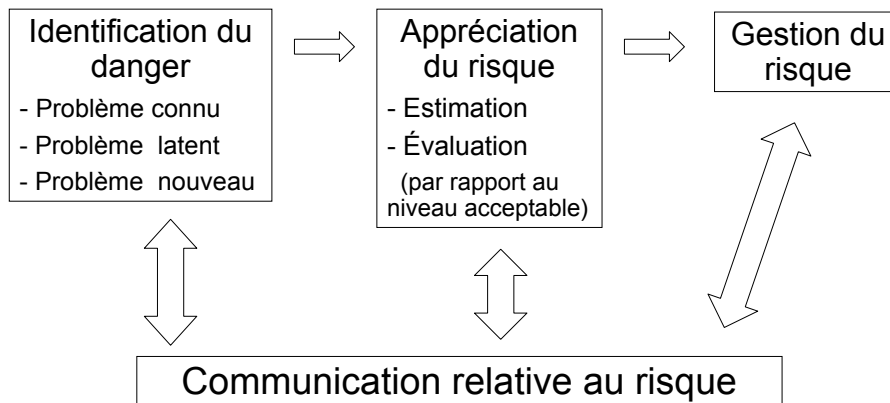 Identification du
danger
- Problème connu
- Problème latent
- Problème nouveau
Appréciation
du risque
- Estimation
- Évaluation
(par rapport au
niveau acceptable)
Gestion du
risque
Communication relative au risque